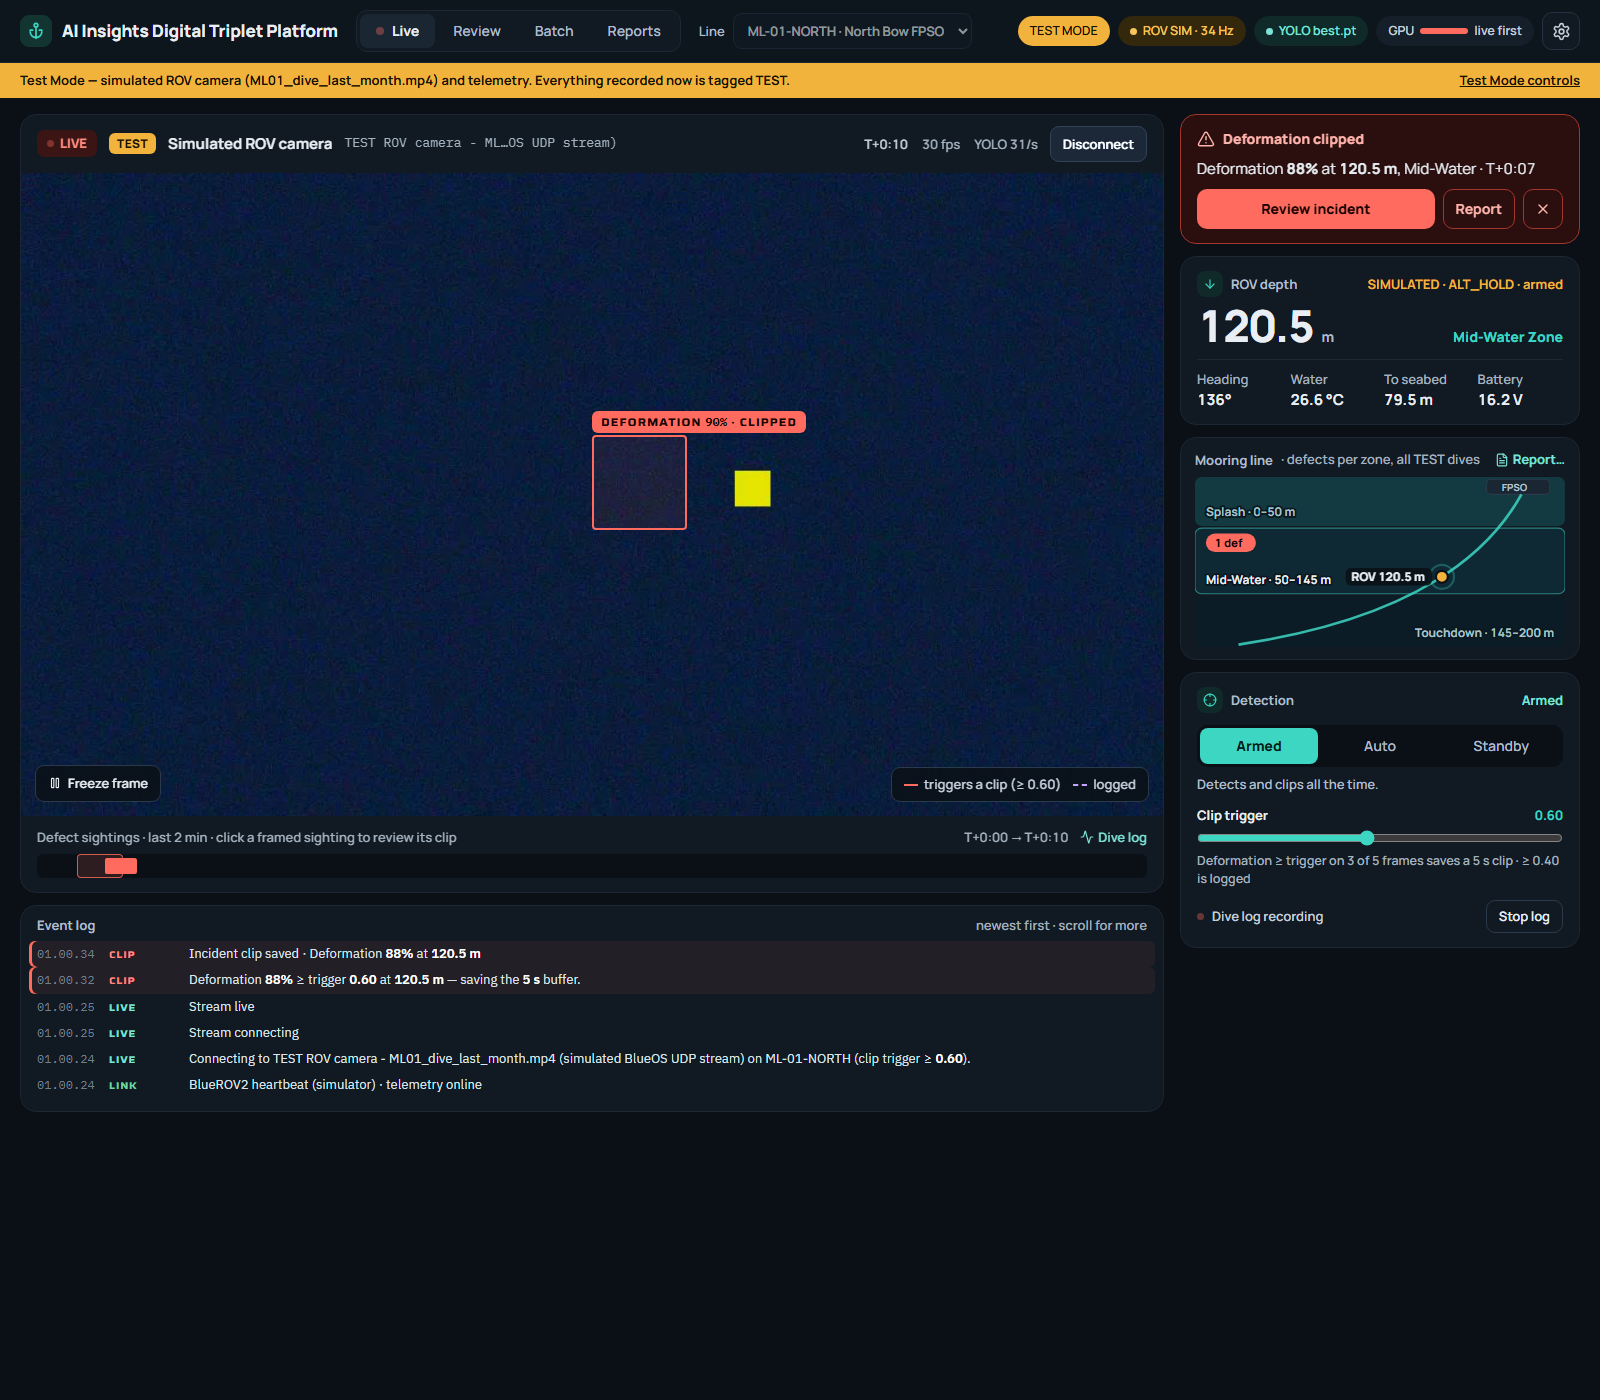 AI Insights Digital Triplet Platform
Live Review Batch Reports
Line ML-01-NORTH · North Bow FPSO
TEST MODE ROV SIM · 34 Hz YOLO best.pt GPU live first
Test Mode — simulated ROV camera (ML01_dive_last_month.mp4) and telemetry. Everything recorded now is tagged TEST. Test Mode controls
LIVE TEST Simulated ROV camera TEST ROV camera - ML…OS UDP stream) T+0:10 30 fps YOLO 31/s Disconnect
DEFORMATION 90% · CLIPPED
Freeze frame
triggers a clip (≥ 0.60) logged
Defect sightings · last 2 min · click a framed sighting to review its clip T+0:00 → T+0:10 Dive log
Event log newest first · scroll for more
01.00.34 CLIP Incident clip saved · Deformation 88% at 120.5 m
01.00.32 CLIP Deformation 88% ≥ trigger 0.60 at 120.5 m — saving the 5 s buffer.
01.00.25 LIVE Stream live
01.00.25 LIVE Stream connecting
01.00.24 LIVE Connecting to TEST ROV camera - ML01_dive_last_month.mp4 (simulated BlueOS UDP stream) on ML-01-NORTH (clip trigger ≥ 0.60).
01.00.24 LINK BlueROV2 heartbeat (simulator) · telemetry online
Deformation clipped
Deformation 88% at 120.5 m, Mid-Water · T+0:07
Review incident Report
ROV depth SIMULATED · ALT_HOLD · armed
120.5 m Mid-Water Zone
Heading Water To seabed Battery
136° 26.6 °C 79.5 m 16.2 V
Mooring line · defects per zone, all TEST dives Report…
FPSO
Splash · 0–50 m
1 def
Mid-Water · 50–145 m ROV 120.5 m
Touchdown · 145–200 m
Detection Armed
Armed Auto Standby
Detects and clips all the time.
Clip trigger 0.60
Deformation ≥ trigger on 3 of 5 frames saves a 5 s clip · ≥ 0.40
is logged
Dive log recording Stop log